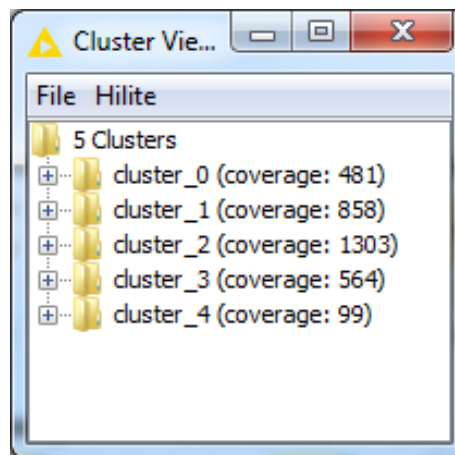 Cluster Vie...
File Hilite
5 Clusters
cluster_0 (coverage: 481)
cluster_1 (coverage: 858)
cluster_2 (coverage: 1303)
cluster_3 (coverage: 564)
cluster_4 (coverage: 99)